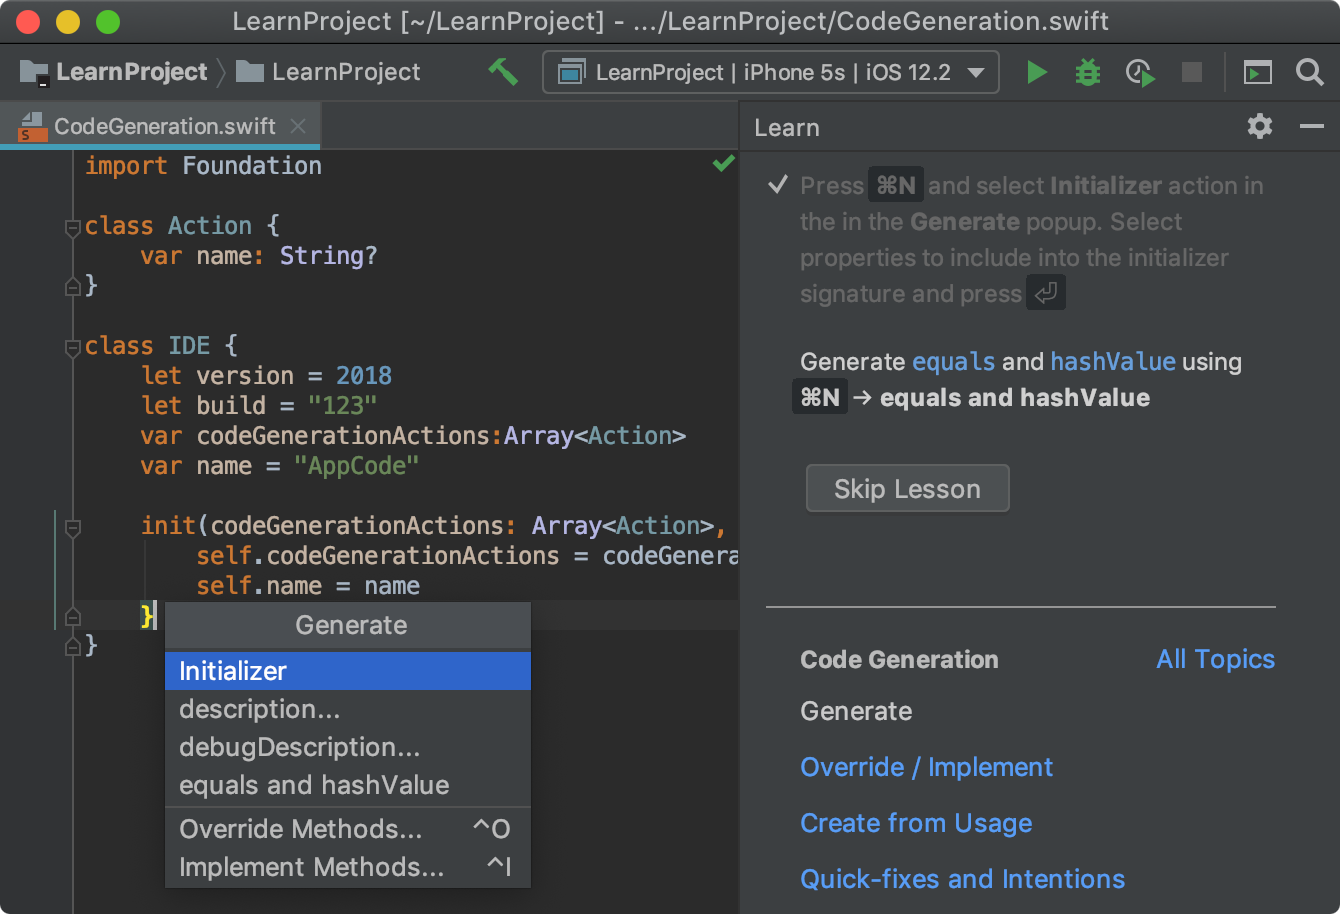 LearnProject [~/LearnProject] - .../LearnProject/CodeGeneration.swift
LearnProject LearnProject LearnProject | iPhone 5s | iOS 12.2
S CodeGeneration.swift
import Foundation
class Action {
var name: String?
}
class IDE {
let version = 2018
let build = "123"
var codeGenerationActions:Array<Action>
var name = "AppCode"
init(codeGenerationActions: Array<Action>,
self.codeGenerationActions = codeGenera
self.name = name
}
}
Generate
Initializer
description...
debugDescription...
equals and hashValue
Override Methods... ^O
Implement Methods... ^I
Learn
Press ⌘N and select Initializer action in
the in the Generate popup. Select
properties to include into the initializer
signature and press ⏎
Generate equals and hashValue using
⌘N → equals and hashValue
Skip Lesson
Code Generation All Topics
Generate
Override / Implement
Create from Usage
Quick-fixes and Intentions